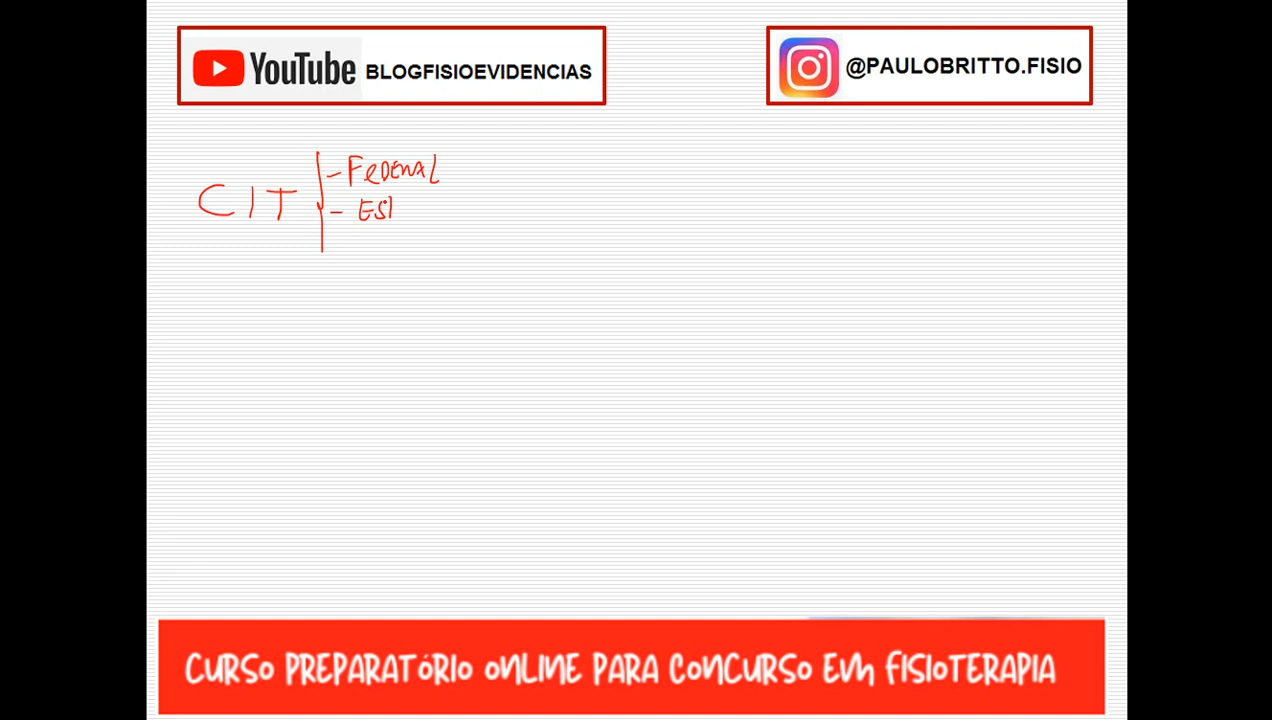 YouTube BLOGFISIOEVIDENCIAS
@PAULOBRITTO.FISIO
CIT
- FeDERAL
- EST
CURSO PREPARATÓRIO ONLINE PARA CONCURSO EM FISIOTERAPIA